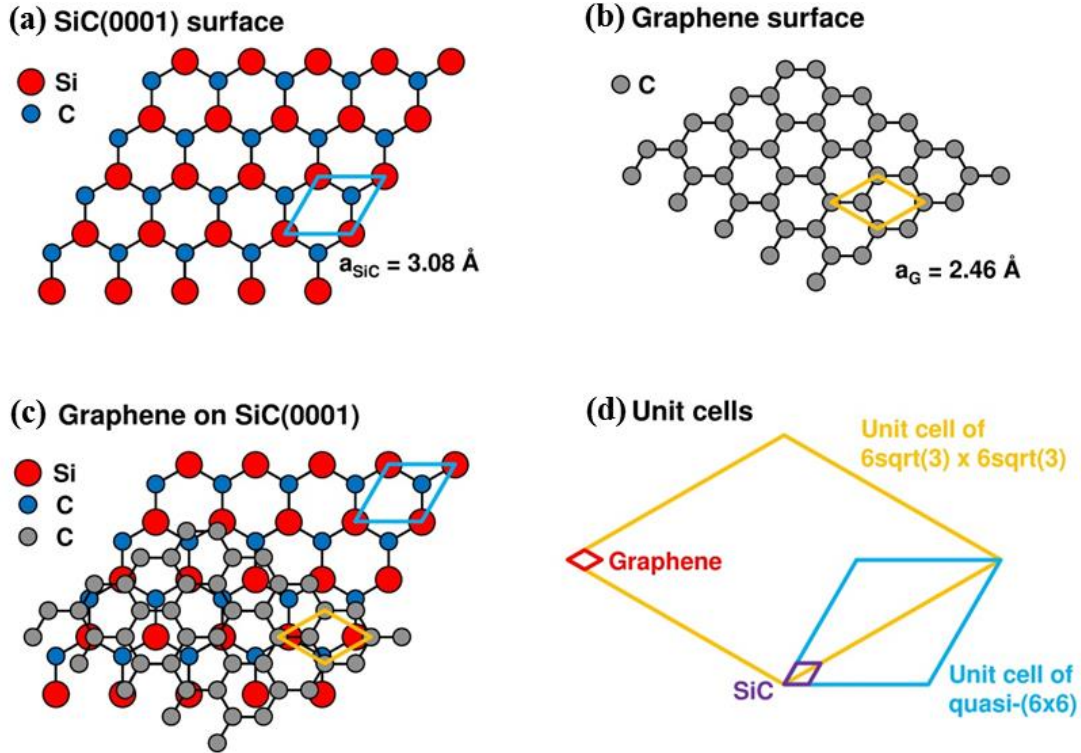 (a) SiC(0001) surface
Si
C
a_SiC = 3.08 Å
(b) Graphene surface
C
a_G = 2.46 Å
(c) Graphene on SiC(0001)
Si
C
C
(d) Unit cells
Unit cell of
6sqrt(3) x 6sqrt(3)
Graphene
SiC
Unit cell of
quasi-(6x6)